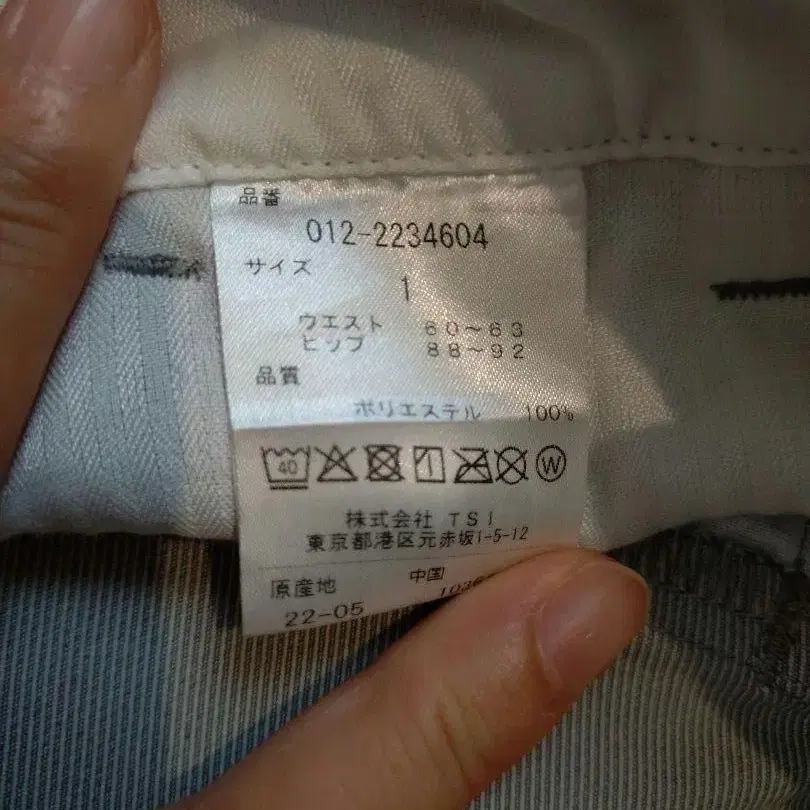 品番
012-2234604
サイズ
1
ウエスト 60～63
ヒップ 88～92
品質
ポリエステル 100%
40 W
株式会社 TSI
東京都港区元赤坂1-5-12
原産地 中国
22-05